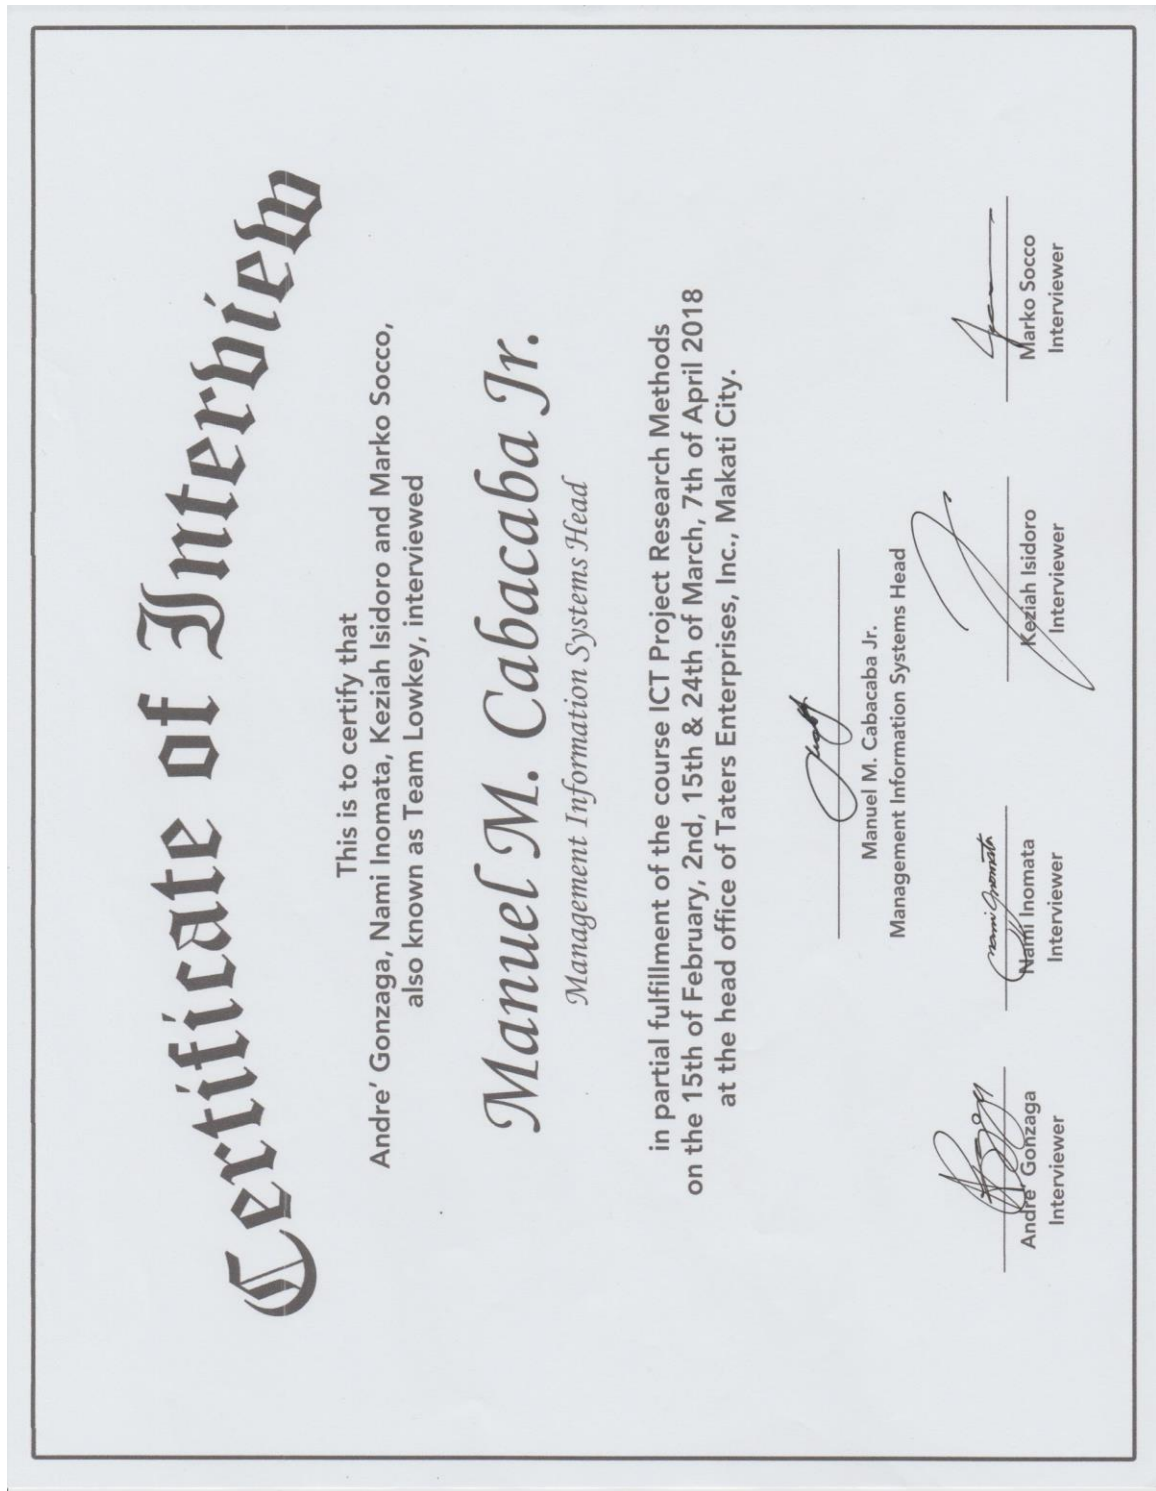 Certificate of Interview
This is to certify that
Andre' Gonzaga, Nami Inomata, Keziah Isidoro and Marko Socco,
also known as Team Lowkey, interviewed
Manuel M. Cabacaba Jr.
Management Information Systems Head
in partial fulfillment of the course ICT Project Research Methods
on the 15th of February, 2nd, 15th & 24th of March, 7th of April 2018
at the head office of Taters Enterprises, Inc., Makati City.
Manuel M. Cabacaba Jr.
Management Information Systems Head
nami inomata
Andre' Gonzaga
Interviewer
Nami Inomata
Interviewer
Keziah Isidoro
Interviewer
Marko Socco
Interviewer